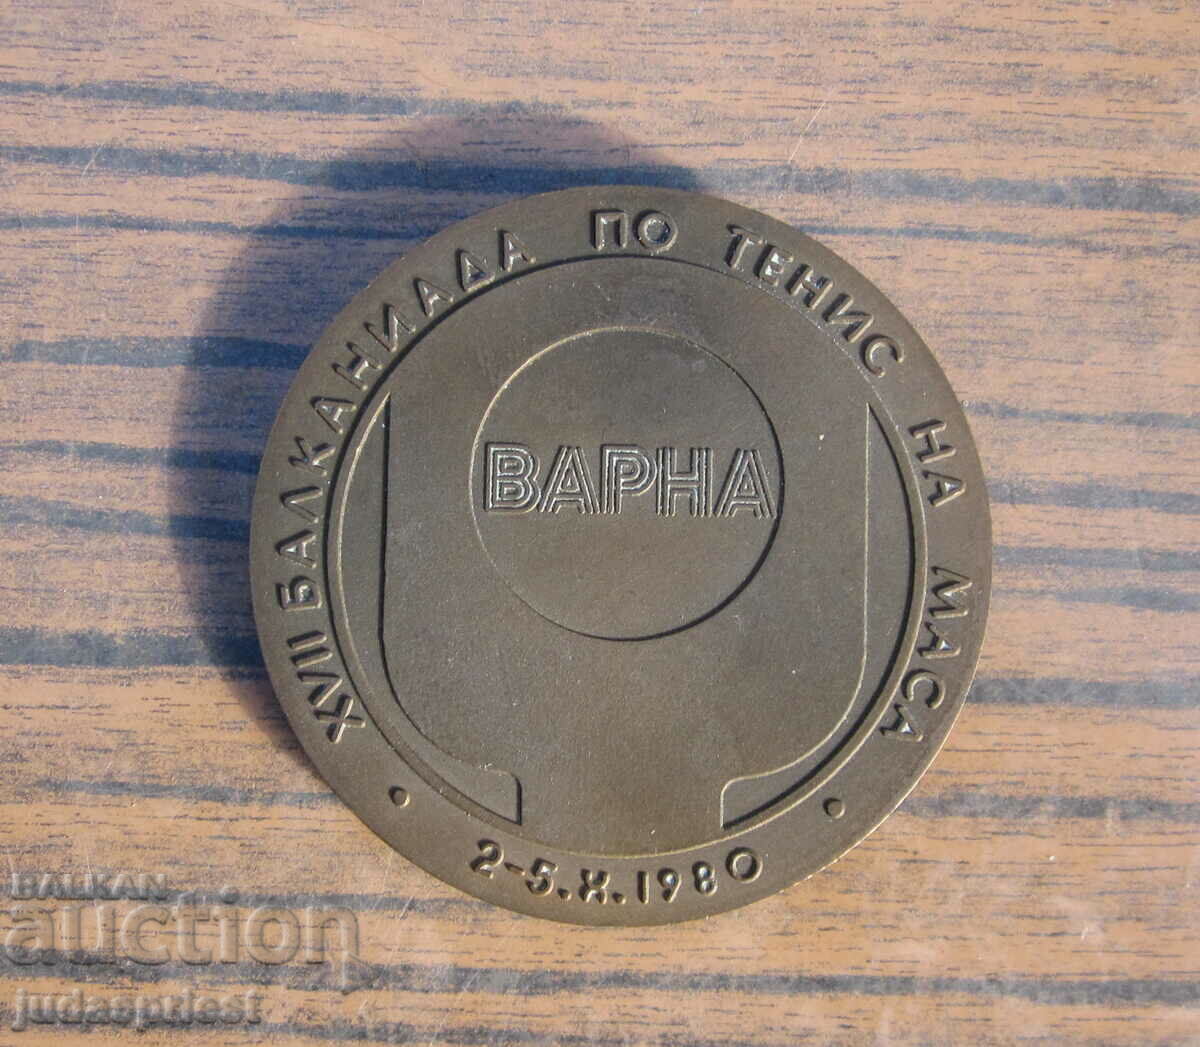 XVIII БАЛКАНИАДА ПО ТЕНИС НА МАСА
ВАРНА
• 2-5.X.1980 •
BALKAN
auction
judaspriest